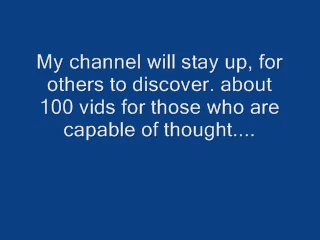 My channel will stay up, for
others to discover. about
100 vids for those who are
capable of thought....